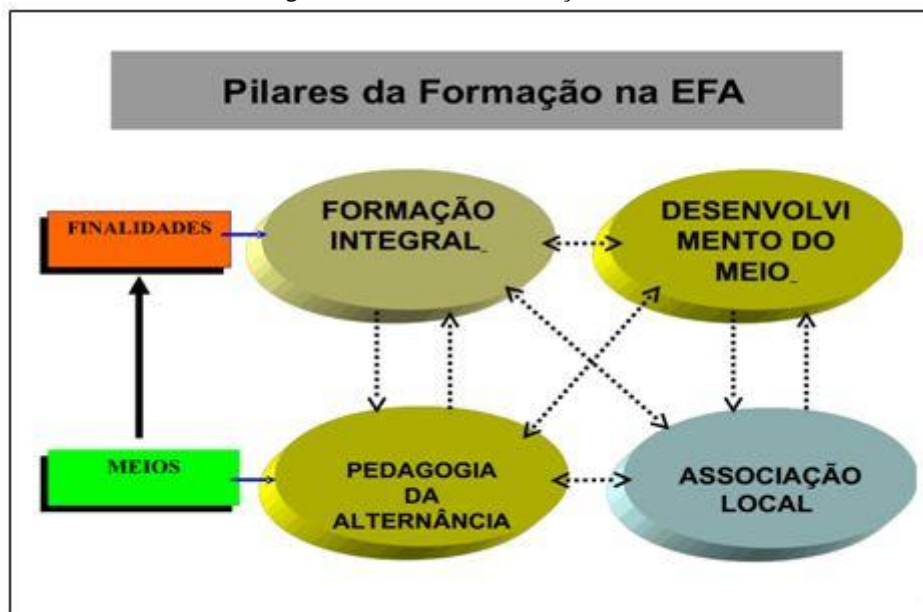 Pilares da Formação na EFA
FINALIDADES
FORMAÇÃO
INTEGRAL
DESENVOLVI
MENTO DO
MEIO
MEIOS
PEDAGOGIA
DA
ALTERNÂNCIA
ASSOCIAÇÃO
LOCAL